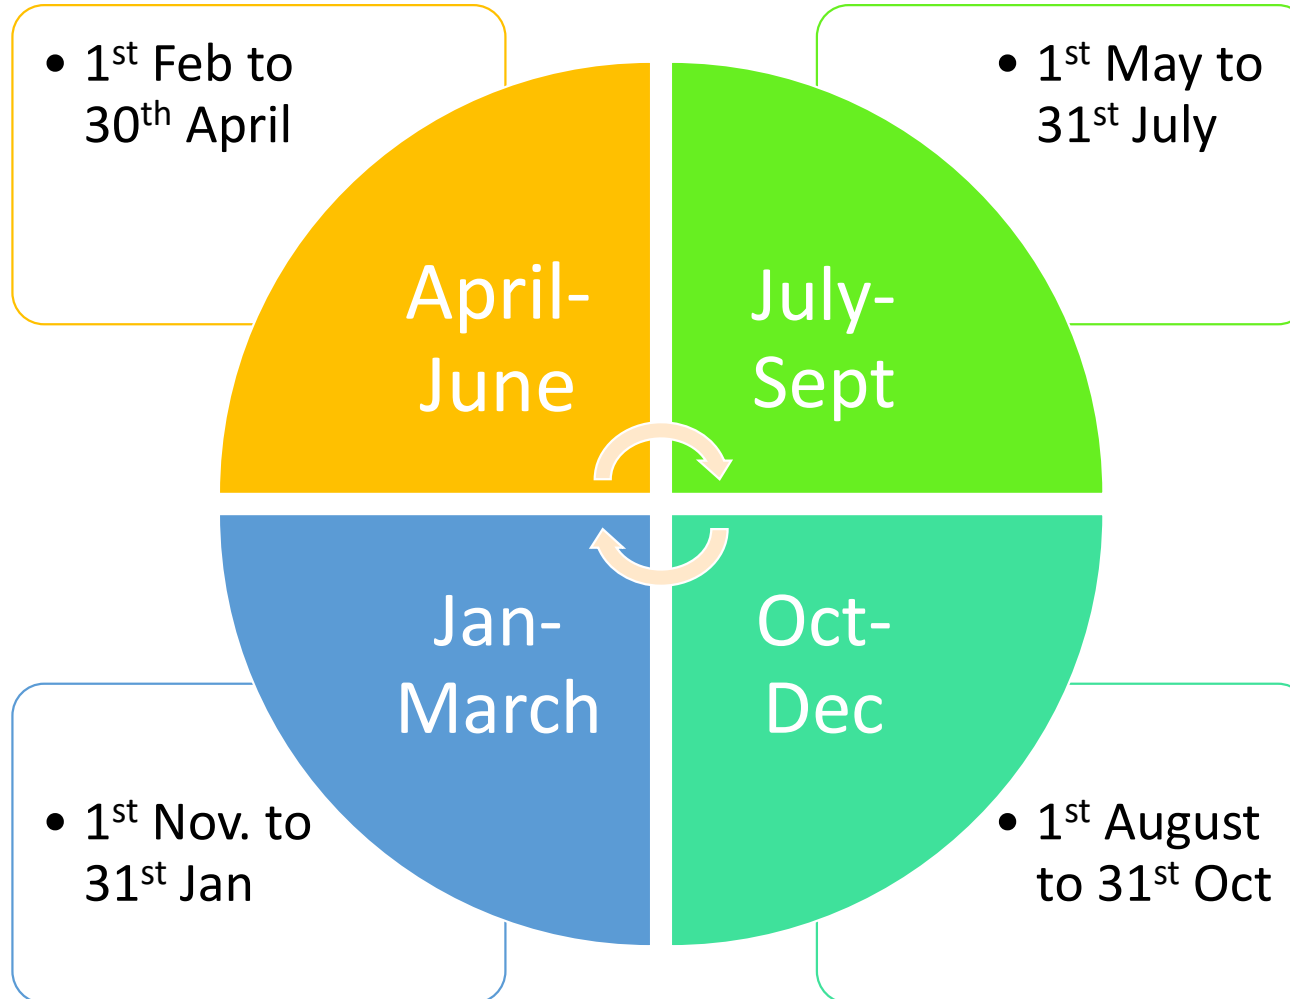 • 1st Feb to
30th April
• 1st May to
31st July
April-
June
July-
Sept
Jan-
March
Oct-
Dec
• 1st Nov. to
31st Jan
• 1st August
to 31st Oct